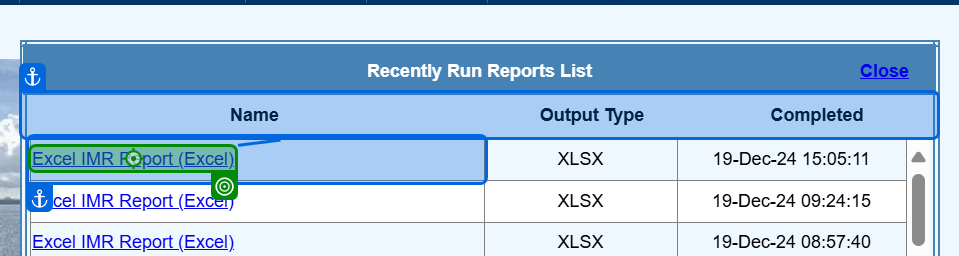 Recently Run Reports List Close
Name Output Type Completed
Excel IMR Report (Excel) XLSX 19-Dec-24 15:05:11
Excel IMR Report (Excel) XLSX 19-Dec-24 09:24:15
Excel IMR Report (Excel) XLSX 19-Dec-24 08:57:40